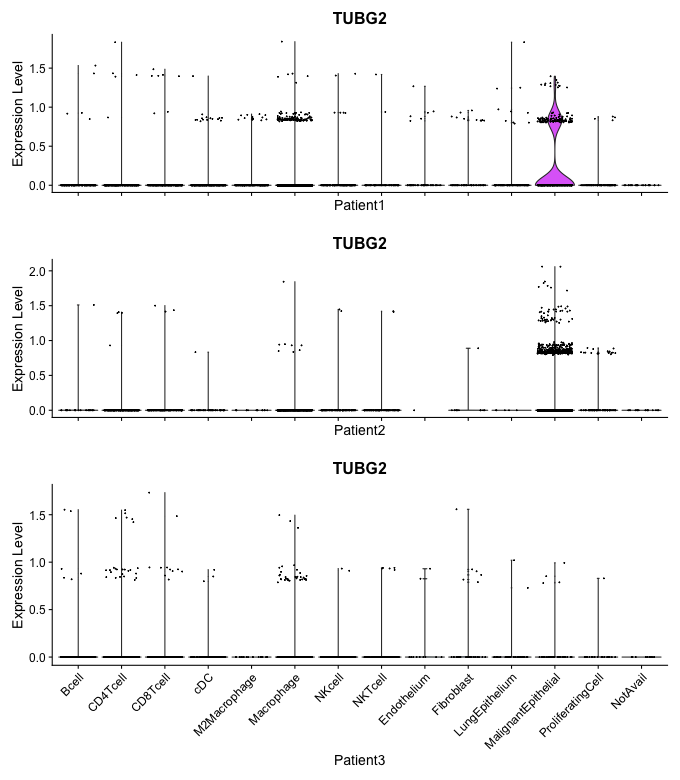 TUBG2
Expression Level
1.5
1.0
0.5
0.0
Patient1
TUBG2
Expression Level
2.0
1.5
1.0
0.5
0.0
Patient2
TUBG2
Expression Level
1.5
1.0
0.5
0.0
Bcell
CD4Tcell
CD8Tcell
cDC
M2Macrophage
Macrophage
NKcell
NKTcell
Endothelium
Fibroblast
LungEpithelium
MalignantEpithelial
ProliferatingCell
NotAvail
Patient3